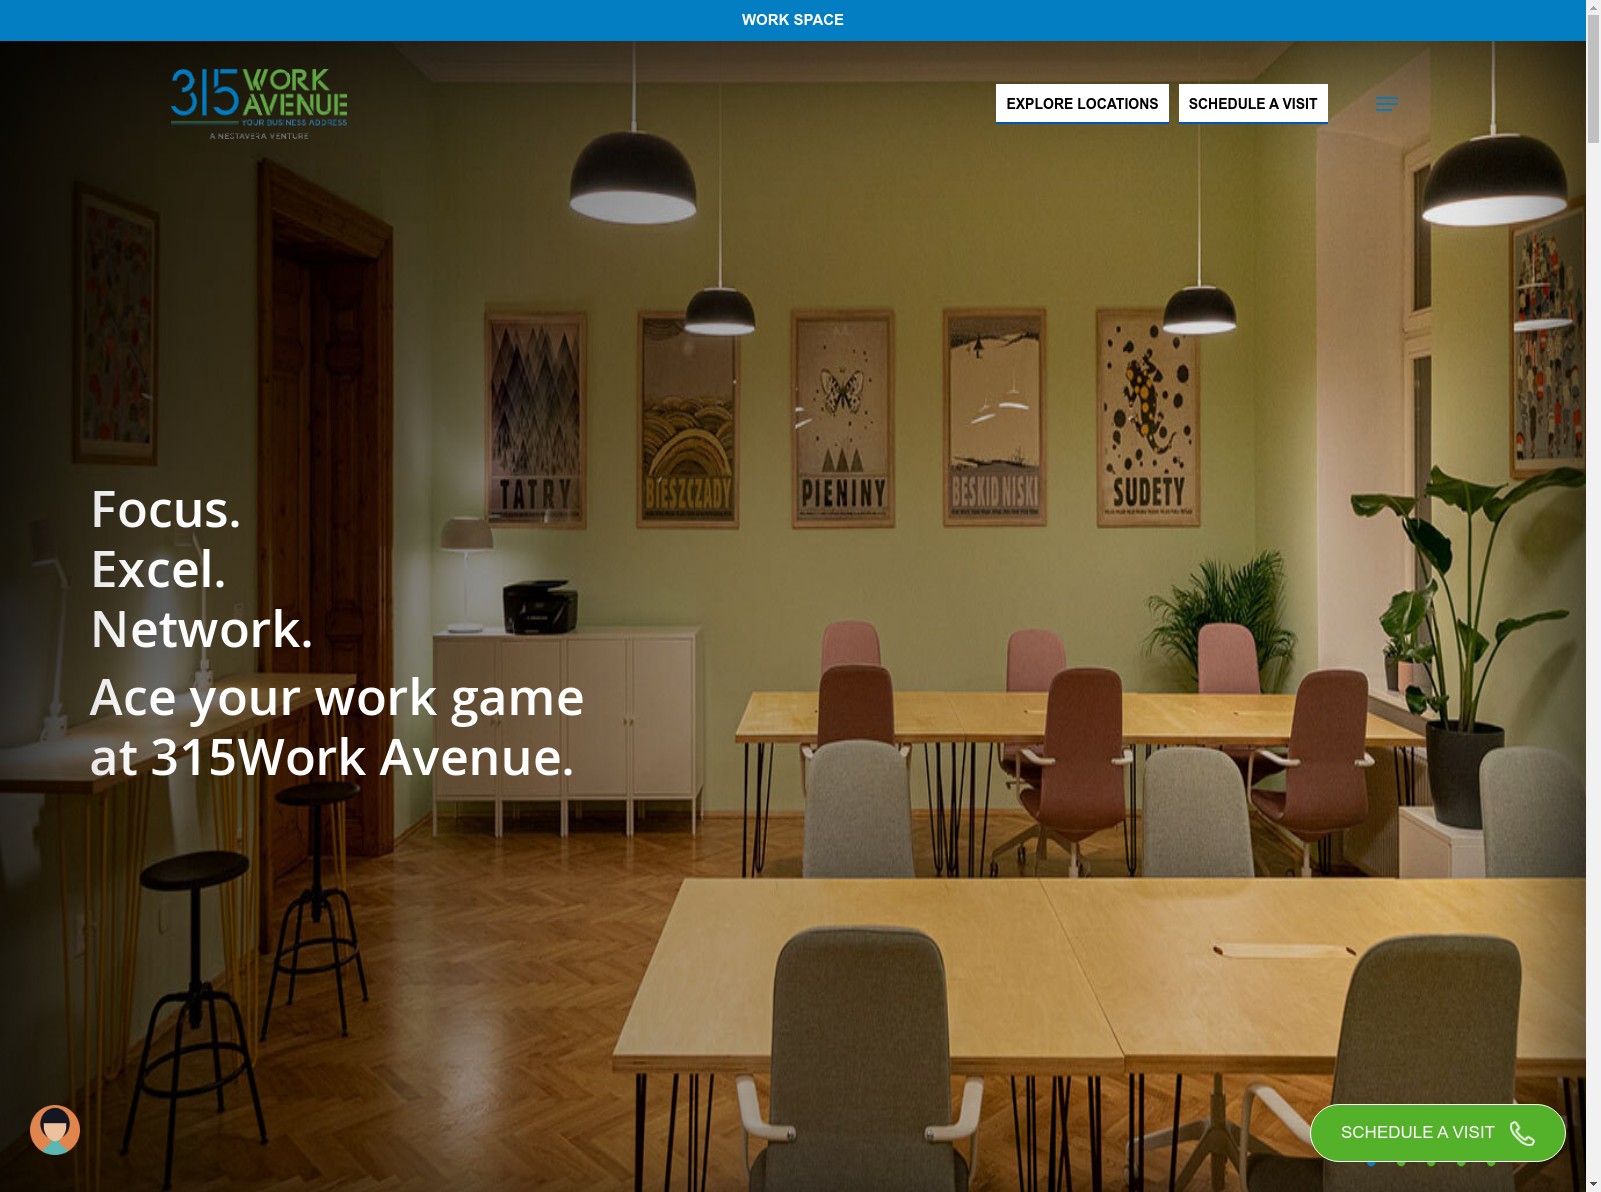 WORK SPACE
315 WORK AVENUE
YOUR BUSINESS ADDRESS
A NEXTAVERA VENTURE
EXPLORE LOCATIONS
SCHEDULE A VISIT
TATRY
BIESZCZADY
PIENINY
BESKID NISKI
SUDETY
Focus.
Excel.
Network.
Ace your work game
at 315Work Avenue.
SCHEDULE A VISIT